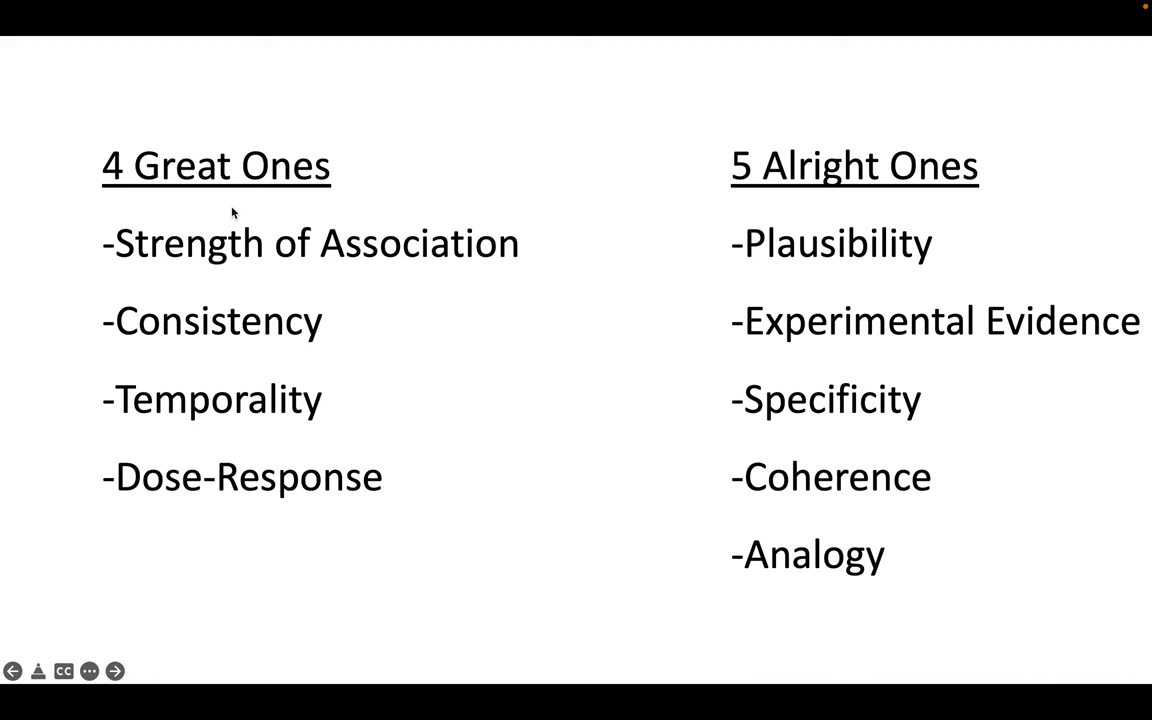 4 Great Ones
-Strength of Association
-Consistency
-Temporality
-Dose-Response
5 Alright Ones
-Plausibility
-Experimental Evidence
-Specificity
-Coherence
-Analogy
CC